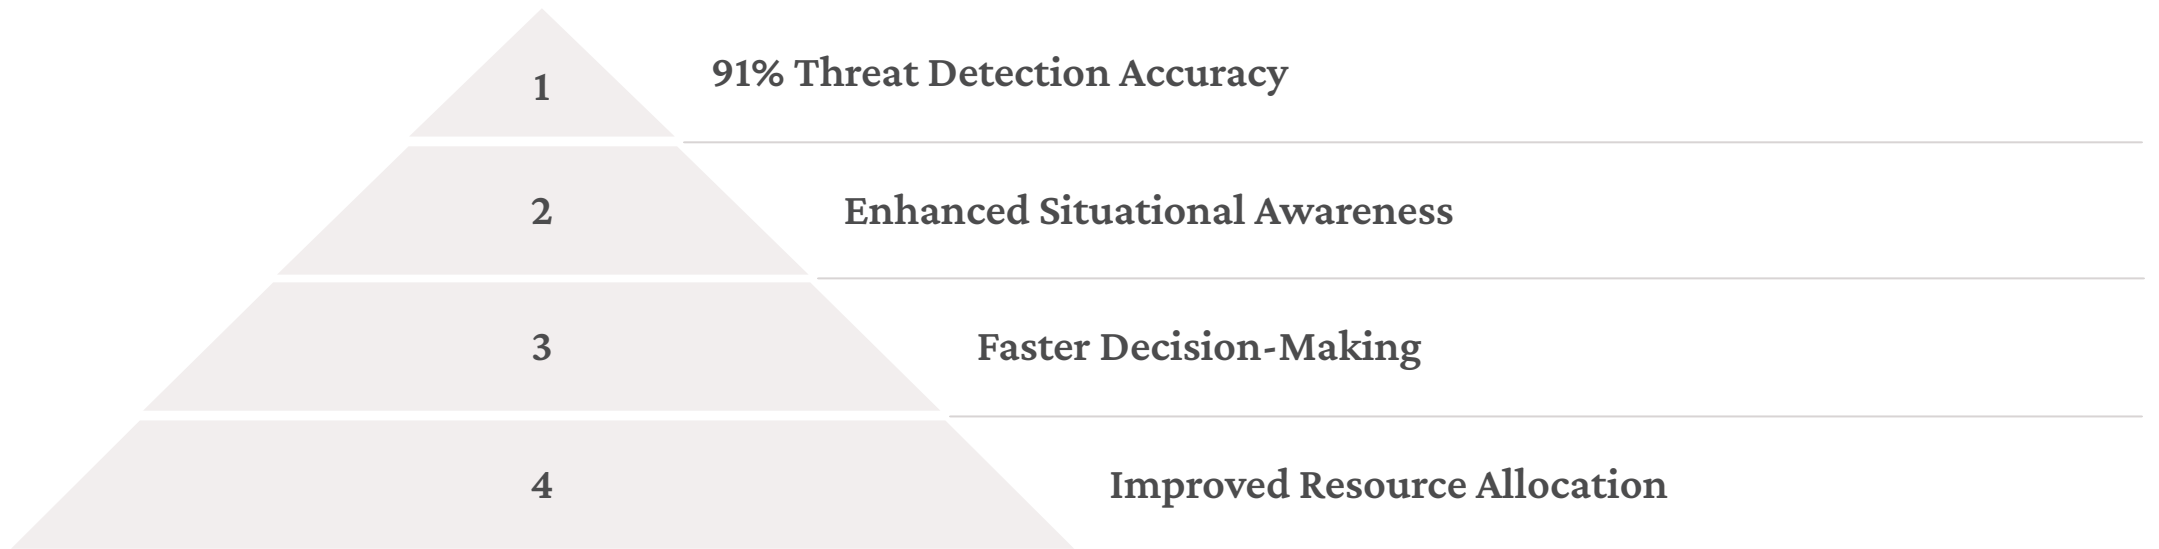 1
91% Threat Detection Accuracy
2
Enhanced Situational Awareness
3
Faster Decision-Making
4
Improved Resource Allocation